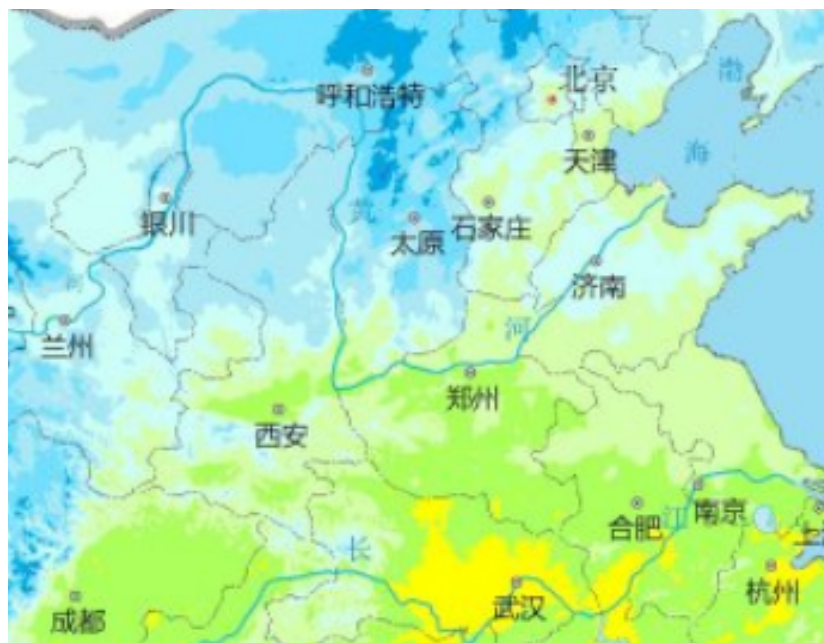 渤
北京
呼和浩特
天津
海
银川
黄
石家庄
太原
济南
河
兰州
河
郑州
西安
南京
合肥
江
上
长
杭州
武汉
成都